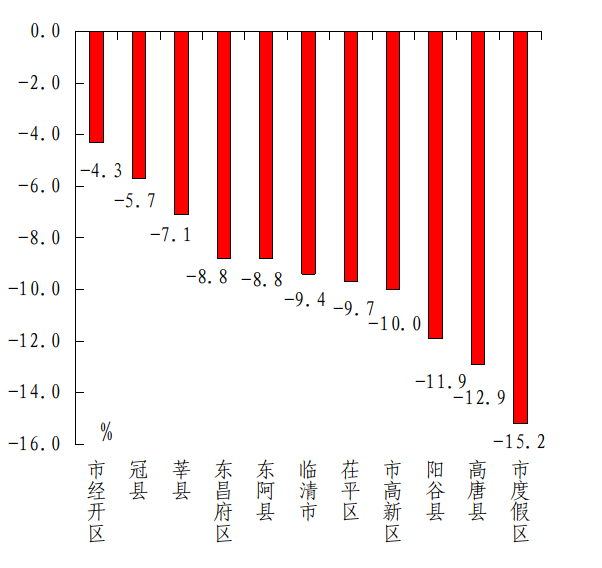 0.0
-2.0
-4.0
-6.0
-8.0
-10.0
-12.0
-14.0
-16.0
%
-4.3
-5.7
-7.1
-8.8
-8.8
-9.4
-9.7
-10.0
-11.9
-12.9
-15.2
市经开区
冠县
莘县
东昌府区
东阿县
临清市
茌平区
市高新区
阳谷县
高唐县
市度假区